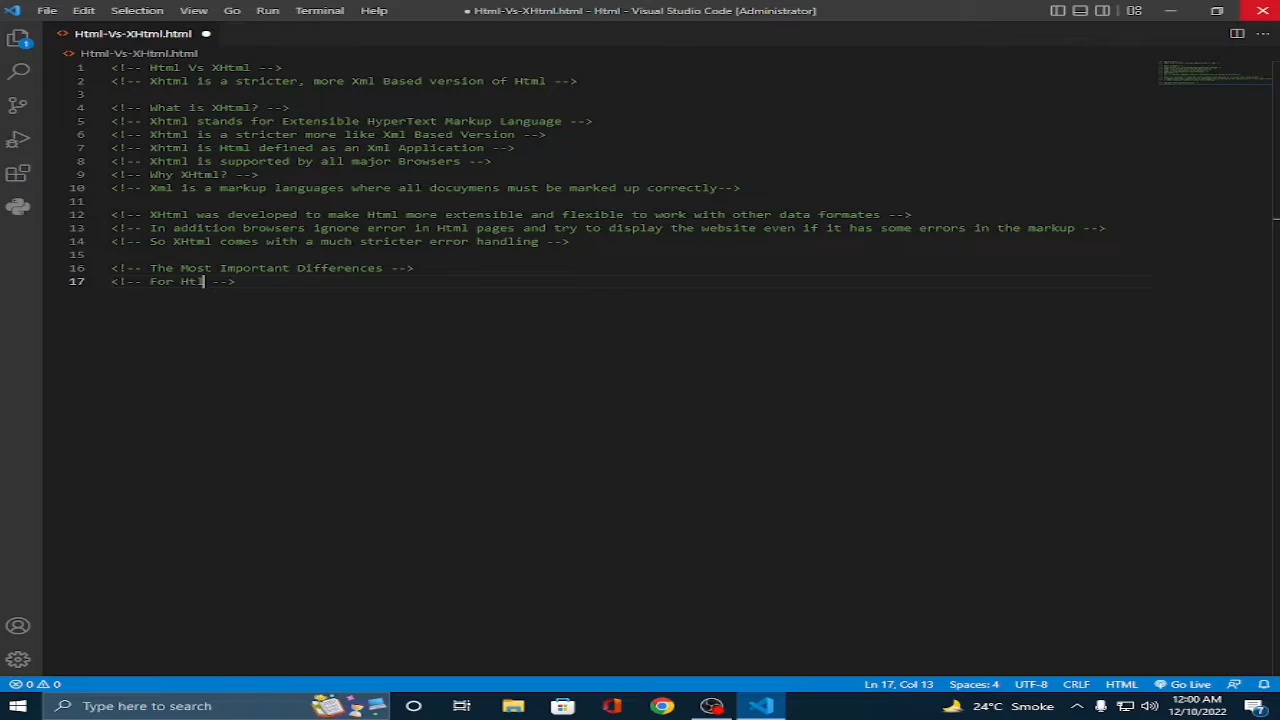 File Edit Selection View Go Run Terminal Help
● Html-Vs-XHtml.html - Html - Visual Studio Code [Administrator]
1
<> Html-Vs-XHtml.html ●
<> Html-Vs-XHtml.html
1 <!-- Html Vs XHtml -->
2 <!-- Xhtml is a stricter, more Xml Based version of Html -->
3
4 <!-- What is XHtml? -->
5 <!-- Xhtml stands for Extensible HyperText Markup Language -->
6 <!-- Xhtml is a stricter more like Xml Based Version -->
7 <!-- Xhtml is Html defined as an Xml Application -->
8 <!-- Xhtml is supported by all major Browsers -->
9 <!-- Why XHtml? -->
10 <!-- Xml is a markup languages where all docuymens must be marked up correctly-->
11
12 <!-- XHtml was developed to make Html more extensible and flexible to work with other data formates -->
13 <!-- In addition browsers ignore error in Html pages and try to display the website even if it has some errors in the markup -->
14 <!-- So XHtml comes with a much stricter error handling -->
15
16 <!-- The Most Important Differences -->
17 <!-- For Htl -->
0 0 Ln 17, Col 13 Spaces: 4 UTF-8 CRLF HTML Go Live
Type here to search
24°C Smoke
12:00 AM
12/10/2022
7